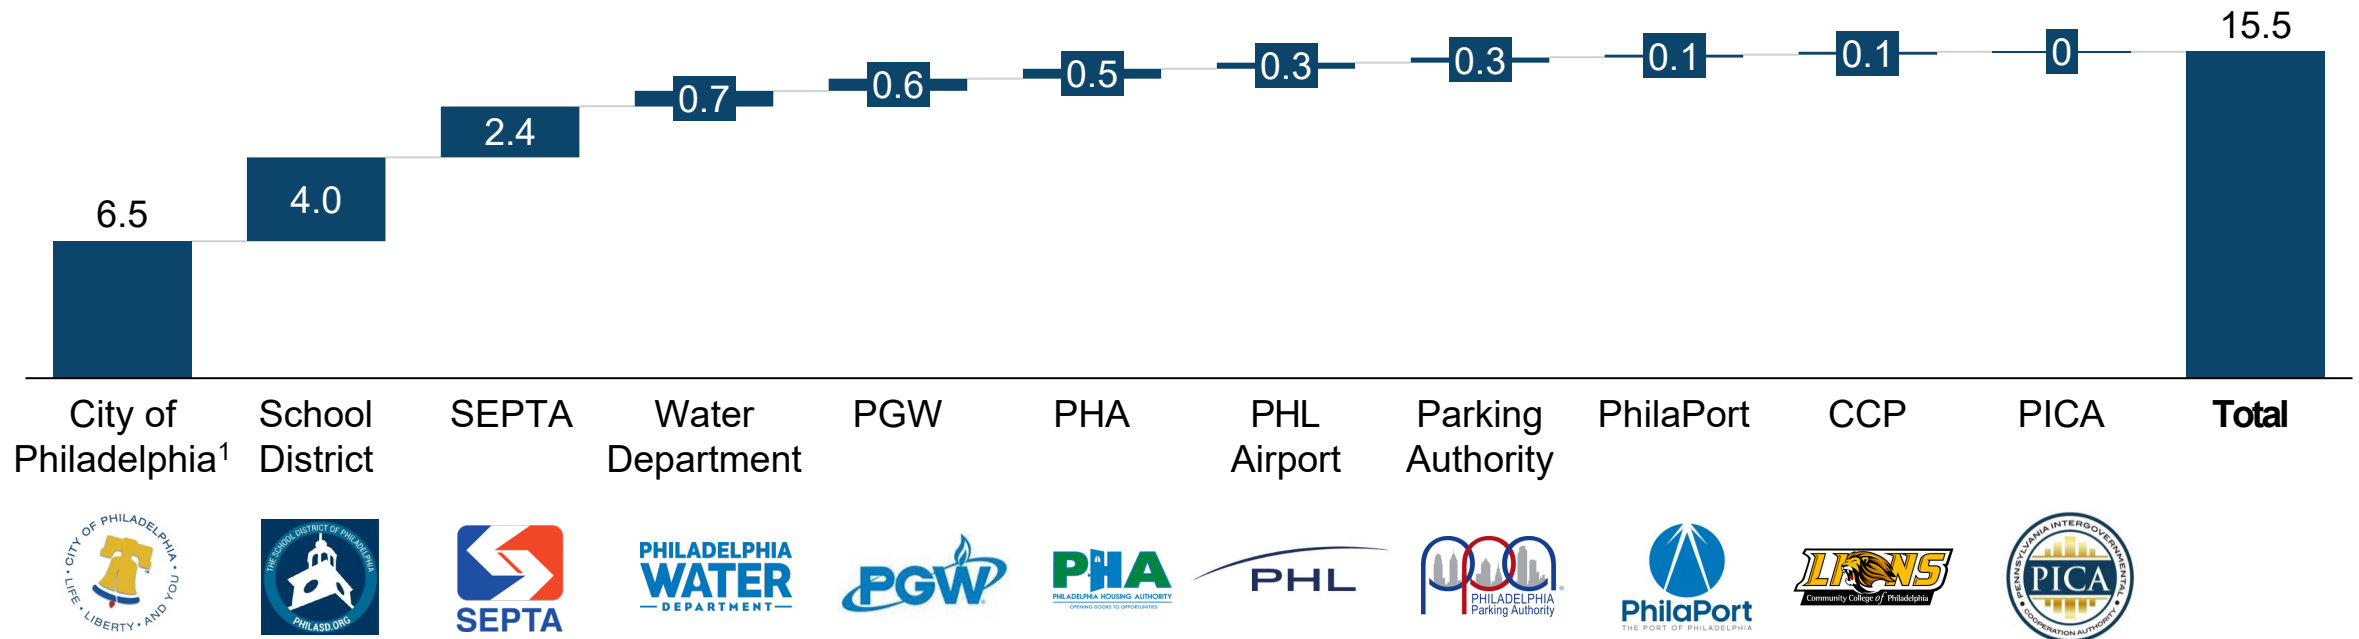 15.5
0
0.1
0.1
0.3
0.3
0.5
0.6
0.7
2.4
4.0
6.5
City of Philadelphia¹
School District
SEPTA
Water Department
PGW
PHA
PHL Airport
Parking Authority
PhilaPort
CCP
PICA
Total
CITY OF PHILADELPHIA • LIFE • LIBERTY • AND YOU •
THE SCHOOL DISTRICT OF PHILADELPHIA
PHILASD.ORG
SEPTA
PHILADELPHIA
WATER
DEPARTMENT
PGW
PHA
PHILADELPHIA HOUSING AUTHORITY
OPENING DOORS TO OPPORTUNITIES
PHL
PHILADELPHIA
Parking Authority
PhilaPort
THE PORT OF PHILADELPHIA
LIONS
Community College of Philadelphia
PENNSYLVANIA INTERGOVERNMENTAL
PICA
• COOPERATION AUTHORITY •